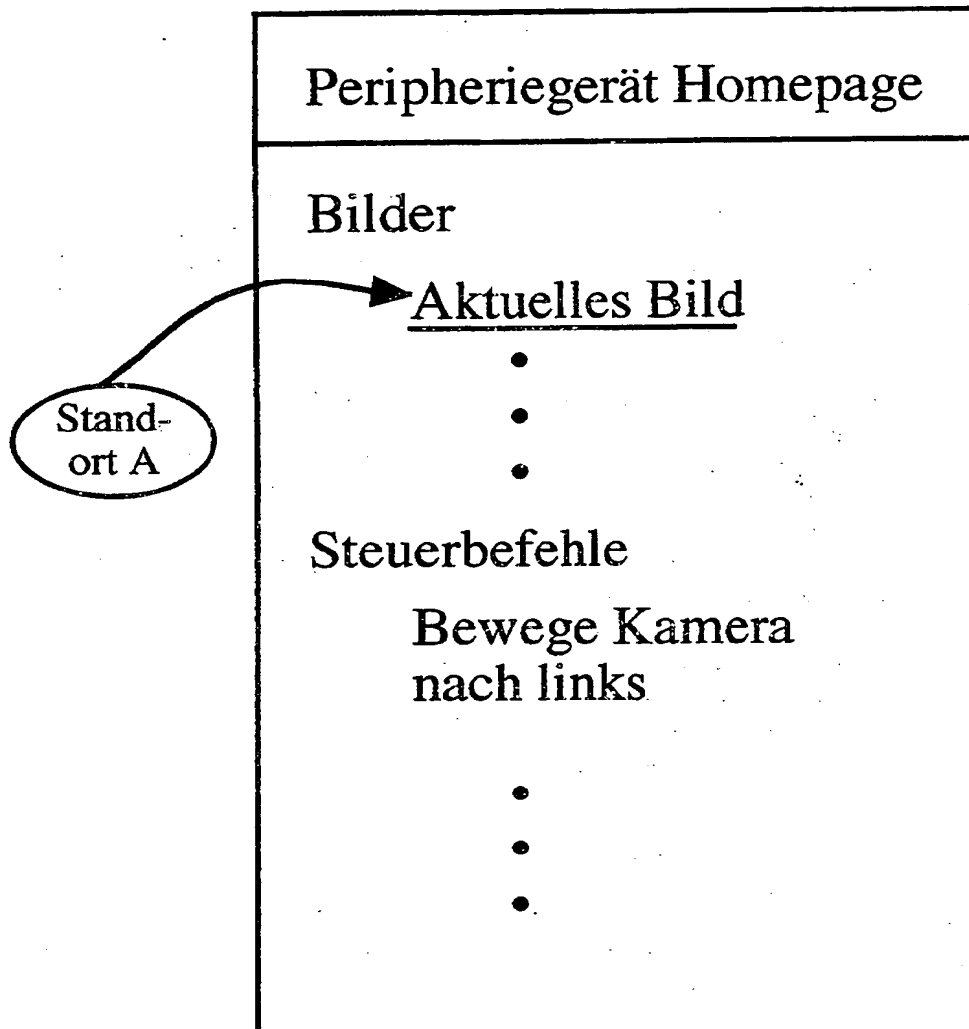 Peripheriegerät Homepage
Bilder
Aktuelles Bild
Stand-
ort A
Steuerbefehle
Bewege Kamera
nach links